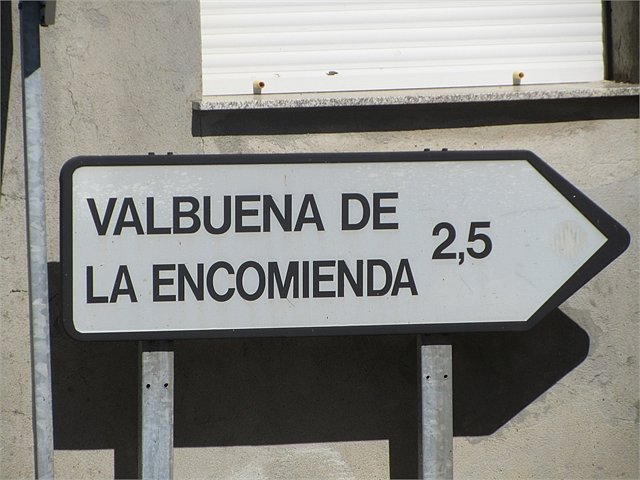 VALBUENA DE
LA ENCOMIENDA
2,5